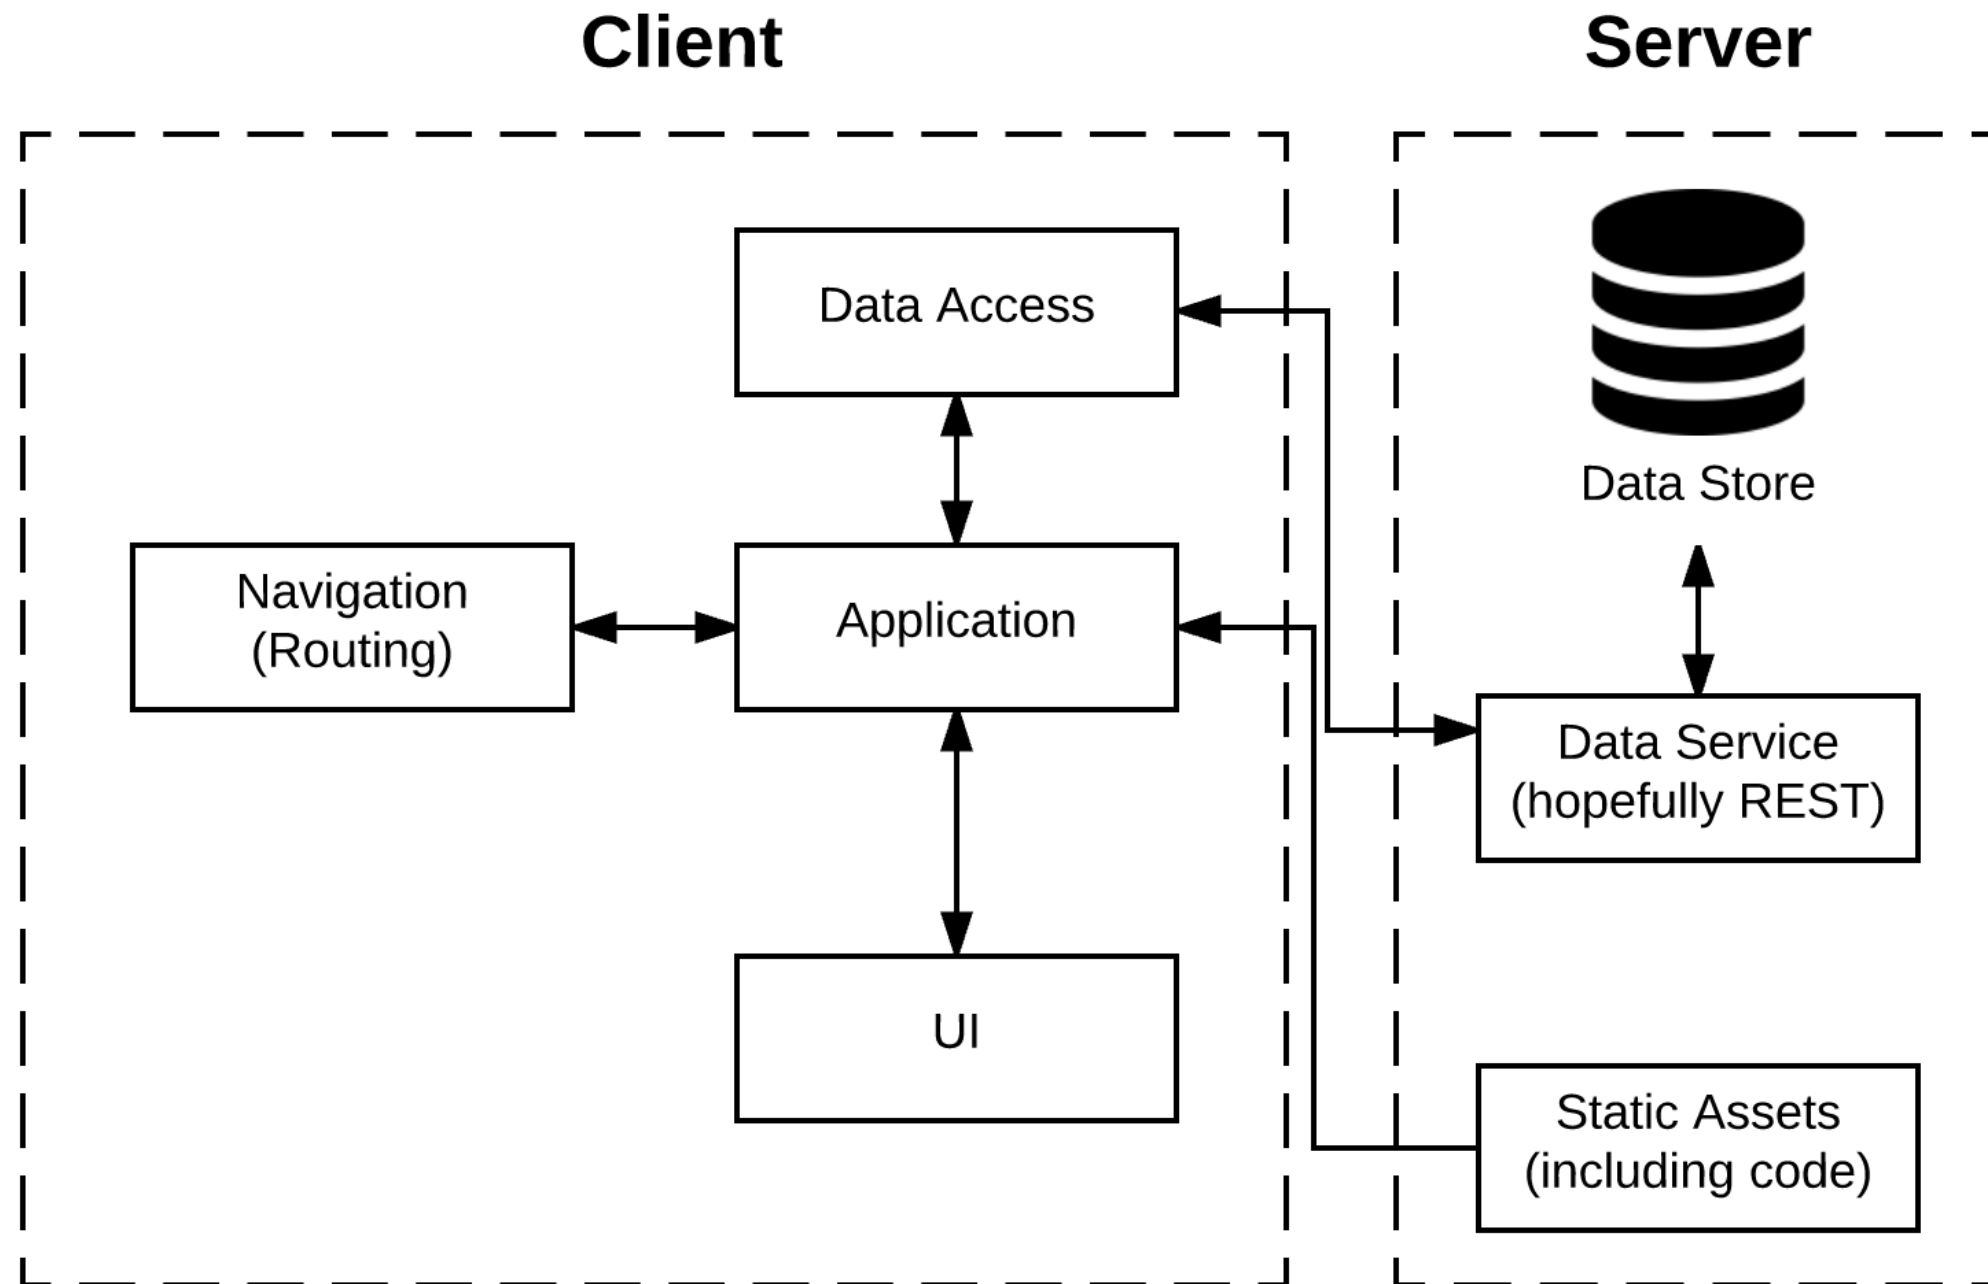 Client
Server
Data Access
Data Store
Navigation
(Routing)
Application
Data Service
(hopefully REST)
UI
Static Assets
(including code)